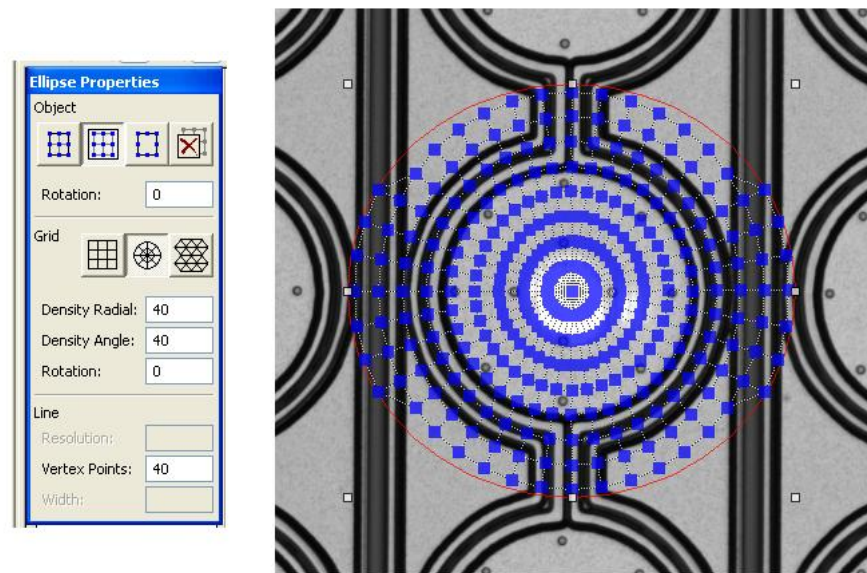 Ellipse Properties
Object
Rotation: 0
Grid
Density Radial: 40
Density Angle: 40
Rotation: 0
Line
Resolution:
Vertex Points: 40
Width: